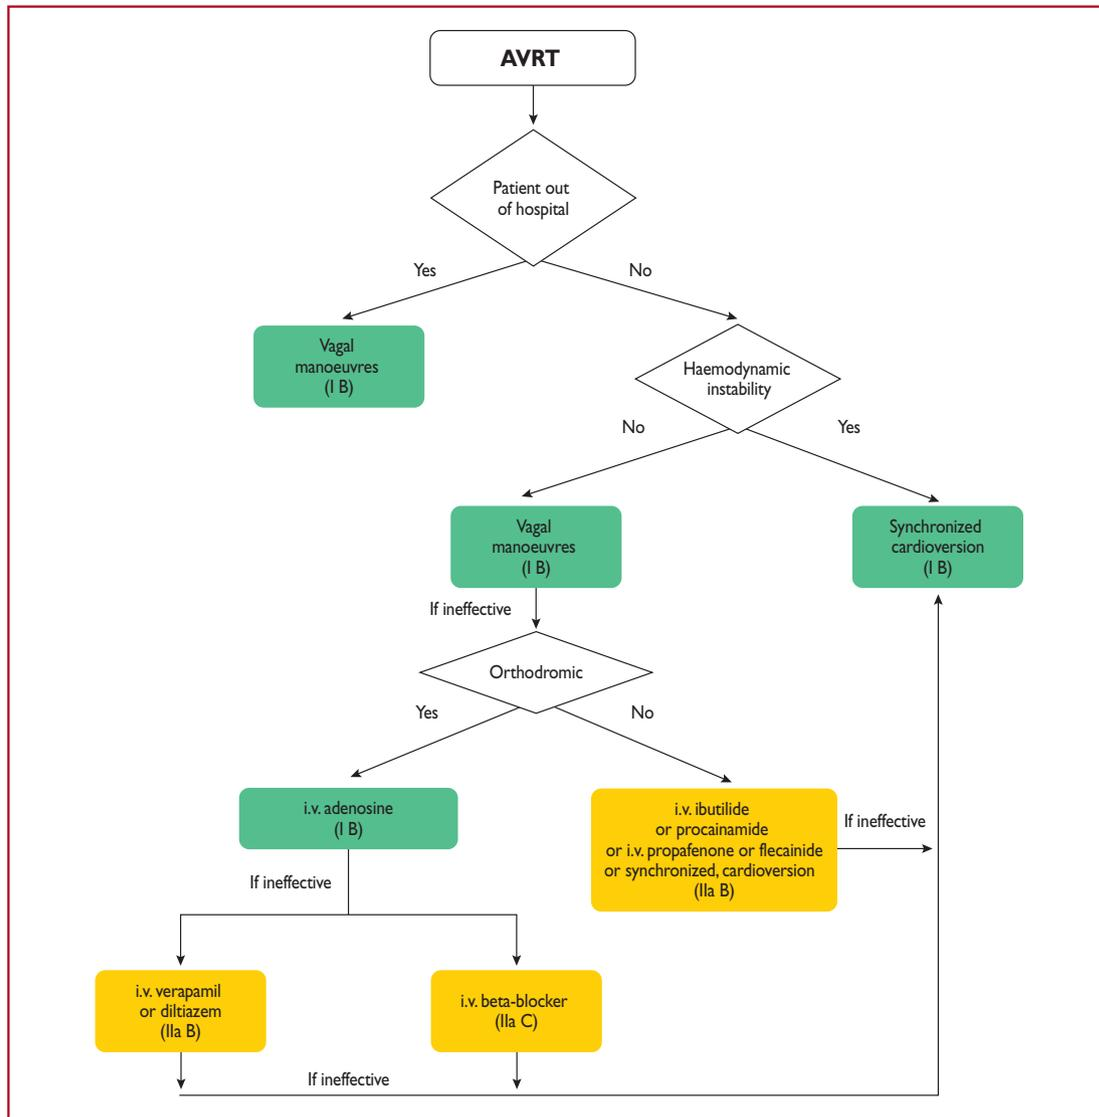 AVRT
Patient out
of hospital
Yes
No
Vagal
manoeuvres
(I B)
Haemodynamic
instability
No
Yes
Vagal
manoeuvres
(I B)
Synchronized
cardioversion
(I B)
If ineffective
Orthodromic
Yes
No
i.v. adenosine
(I B)
i.v. ibutilide
or procainamide
or i.v. propafenone or flecainide
or synchronized, cardioversion
(IIa B)
If ineffective
If ineffective
i.v. verapamil
or diltiazem
(IIa B)
i.v. beta-blocker
(IIa C)
If ineffective